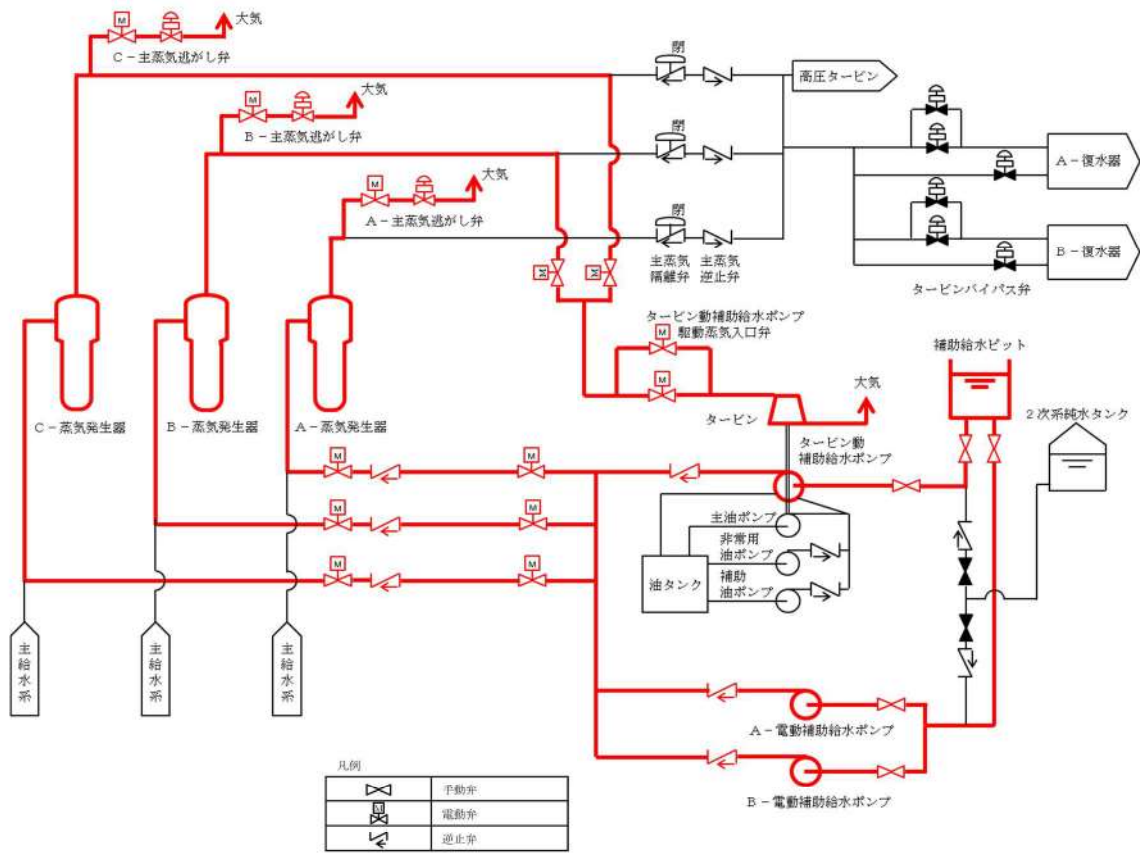 M
大気
C-主蒸気逃がし弁
M
大気
B-主蒸気逃がし弁
M
大気
A-主蒸気逃がし弁
閉
閉
閉
主蒸気
隔離弁
主蒸気
逆止弁
高圧タービン
A-復水器
B-復水器
タービンバイパス弁
M
M
タービン動補助給水ポンプ
駆動蒸気入口弁
M
M
タービン
大気
補助給水ピット
2次系純水タンク
C-蒸気発生器
B-蒸気発生器
A-蒸気発生器
タービン動
補助給水ポンプ
M
M
M
M
M
M
主油ポンプ
非常用
油ポンプ
補助
油ポンプ
油タンク
主給水系
主給水系
主給水系
A-電動補助給水ポンプ
B-電動補助給水ポンプ
凡例
手動弁
M
電動弁
逆止弁